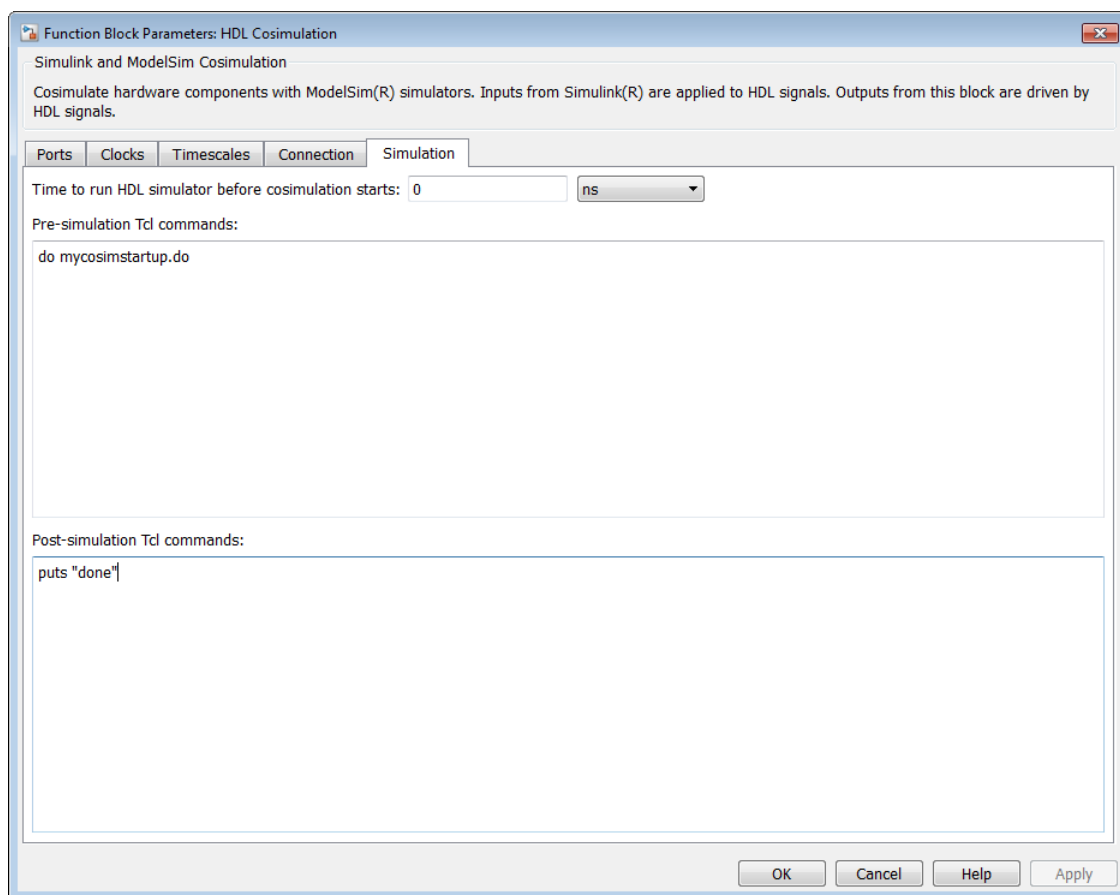 Function Block Parameters: HDL Cosimulation
Simulink and ModelSim Cosimulation
Cosimulate hardware components with ModelSim(R) simulators. Inputs from Simulink(R) are applied to HDL signals. Outputs from this block are driven by
HDL signals.
Ports Clocks Timescales Connection Simulation
Time to run HDL simulator before cosimulation starts: 0 ns
Pre-simulation Tcl commands:
do mycosimstartup.do
Post-simulation Tcl commands:
puts "done"
OK Cancel Help Apply